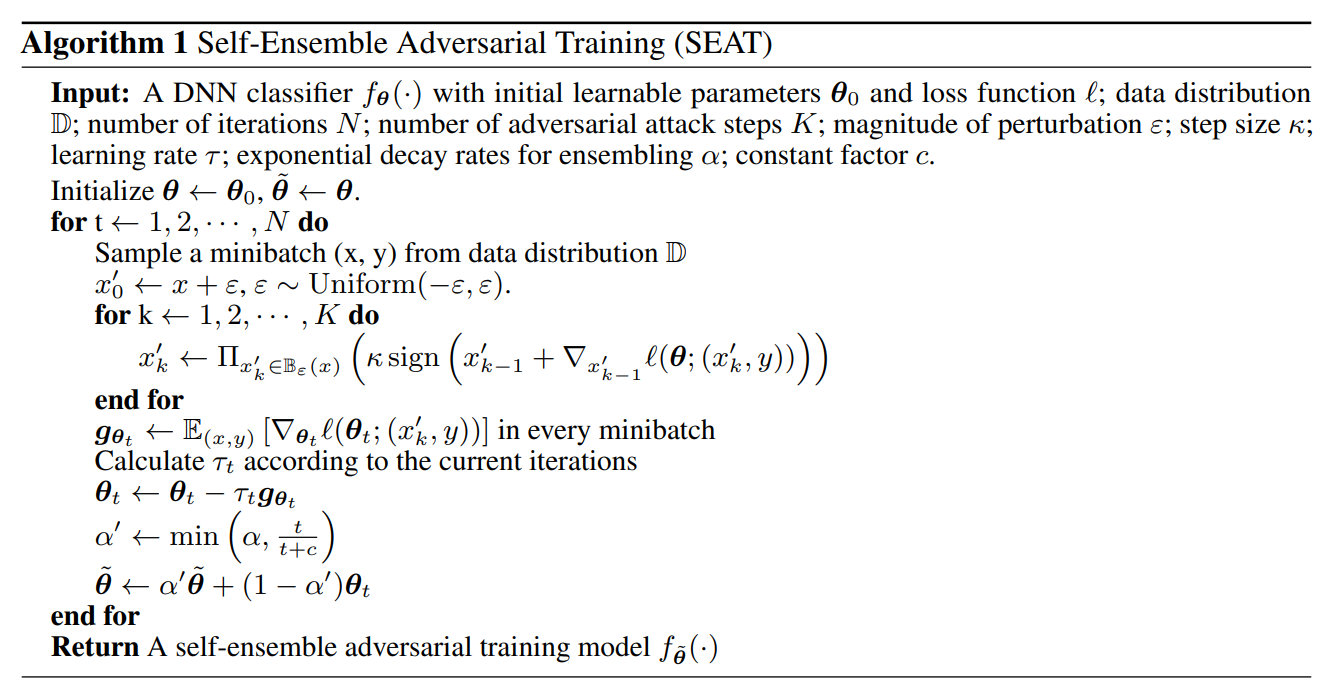 Algorithm 1 Self-Ensemble Adversarial Training (SEAT)
Input: A DNN classifier $f_{\boldsymbol{\theta}}(\cdot)$ with initial learnable parameters $\boldsymbol{\theta}_0$ and loss function $\ell$; data distribution
$\mathbb{D}$; number of iterations $N$; number of adversarial attack steps $K$; magnitude of perturbation $\varepsilon$; step size $\kappa$;
learning rate $\tau$; exponential decay rates for ensembling $\alpha$; constant factor $c$.
Initialize $\boldsymbol{\theta} \leftarrow \boldsymbol{\theta}_0, \tilde{\boldsymbol{\theta}} \leftarrow \boldsymbol{\theta}$.
for t $\leftarrow 1, 2, \cdots, N$ do
Sample a minibatch (x, y) from data distribution $\mathbb{D}$
$x'_0 \leftarrow x + \varepsilon, \varepsilon \sim \mathrm{Uniform}(-\varepsilon, \varepsilon)$.
for k $\leftarrow 1, 2, \cdots, K$ do
$x'_k \leftarrow \Pi_{x'_k \in \mathbb{B}_\varepsilon(x)} \left( \kappa \, \mathrm{sign} \left( x'_{k-1} + \nabla_{x'_{k-1}} \ell(\boldsymbol{\theta}; (x'_k, y)) \right) \right)$
end for
$\boldsymbol{g}_{\boldsymbol{\theta}_t} \leftarrow \mathbb{E}_{(x,y)} \left[ \nabla_{\boldsymbol{\theta}_t} \ell(\boldsymbol{\theta}_t; (x'_k, y)) \right]$ in every minibatch
Calculate $\tau_t$ according to the current iterations
$\boldsymbol{\theta}_t \leftarrow \boldsymbol{\theta}_t - \tau_t \boldsymbol{g}_{\boldsymbol{\theta}_t}$
$\alpha' \leftarrow \min \left( \alpha, \frac{t}{t+c} \right)$
$\tilde{\boldsymbol{\theta}} \leftarrow \alpha' \tilde{\boldsymbol{\theta}} + (1 - \alpha') \boldsymbol{\theta}_t$
end for
Return A self-ensemble adversarial training model $f_{\tilde{\boldsymbol{\theta}}}(\cdot)$